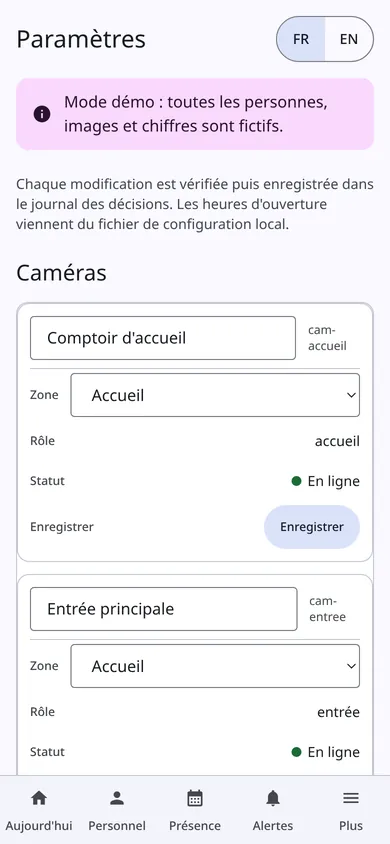 Paramètres
FR
EN
Mode démo : toutes les personnes,
images et chiffres sont fictifs.
Chaque modification est vérifiée puis enregistrée dans
le journal des décisions. Les heures d'ouverture
viennent du fichier de configuration local.
Caméras
Comptoir d'accueil
cam-
accueil
Zone
Accueil
Rôle
accueil
Statut
En ligne
Enregistrer
Enregistrer
Entrée principale
cam-
entree
Zone
Accueil
Rôle
entrée
Statut
En ligne
Aujourd'hui
Personnel
Présence
Alertes
Plus